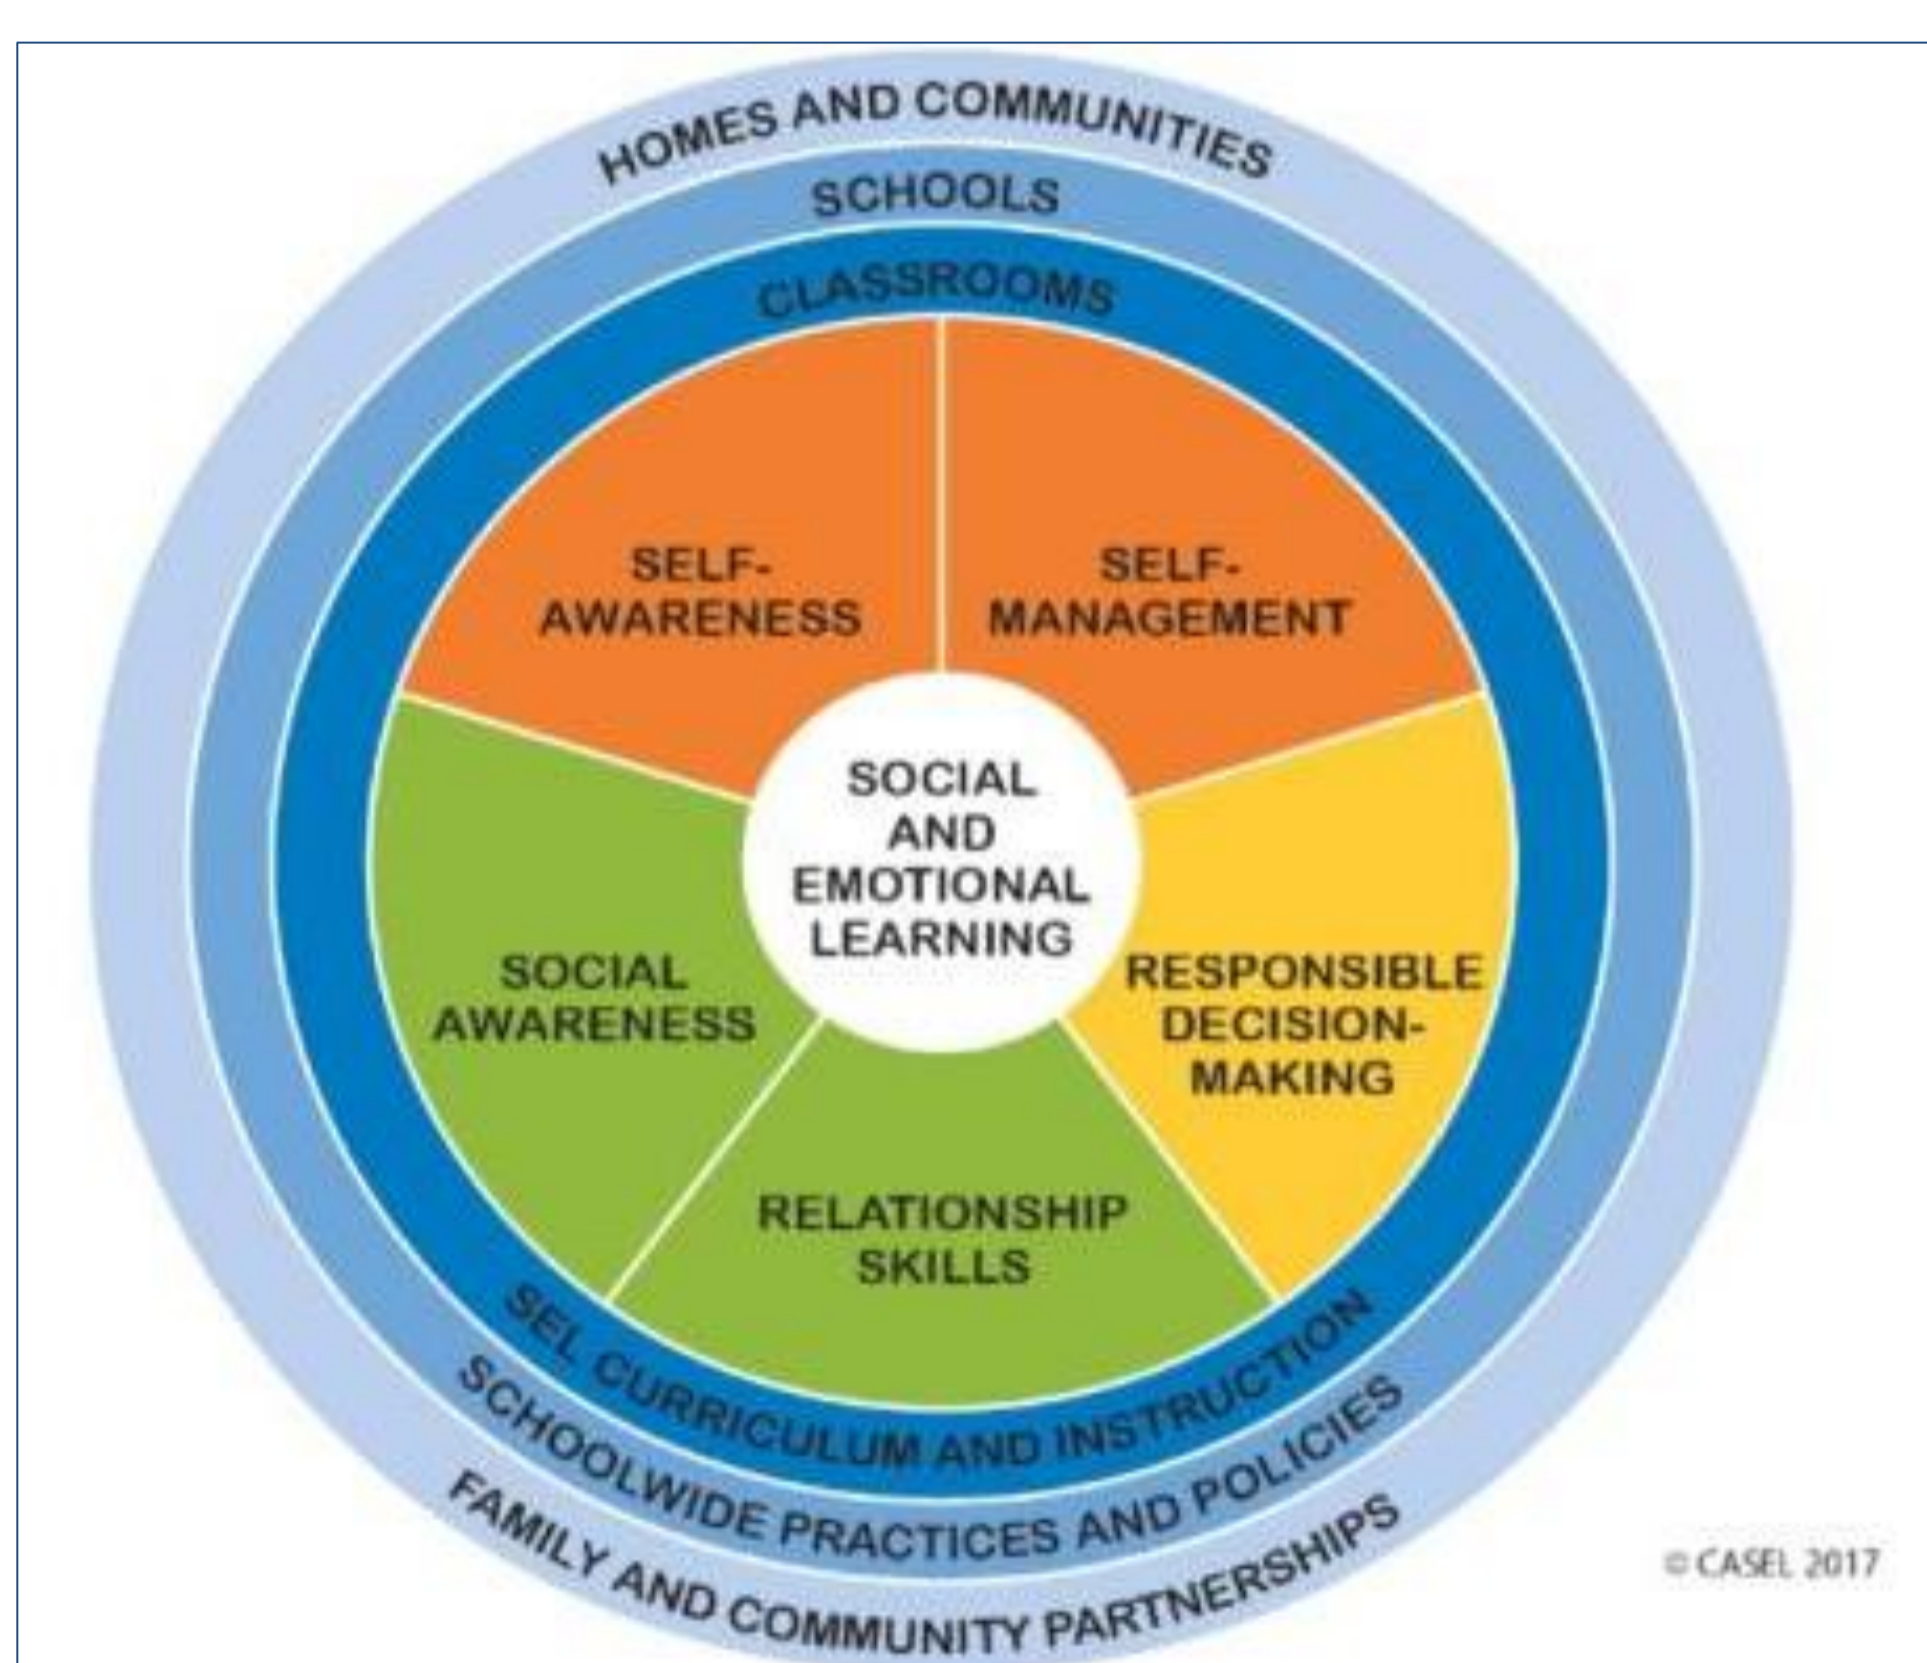 HOMES AND COMMUNITIES
SCHOOLS
CLASSROOMS
SELF-
AWARENESS
SELF-
MANAGEMENT
SOCIAL
AND
EMOTIONAL
LEARNING
SOCIAL
AWARENESS
RESPONSIBLE
DECISION-
MAKING
RELATIONSHIP
SKILLS
SEL CURRICULUM AND INSTRUCTION
SCHOOLWIDE PRACTICES AND POLICIES
FAMILY AND COMMUNITY PARTNERSHIPS
© CASEL 2017